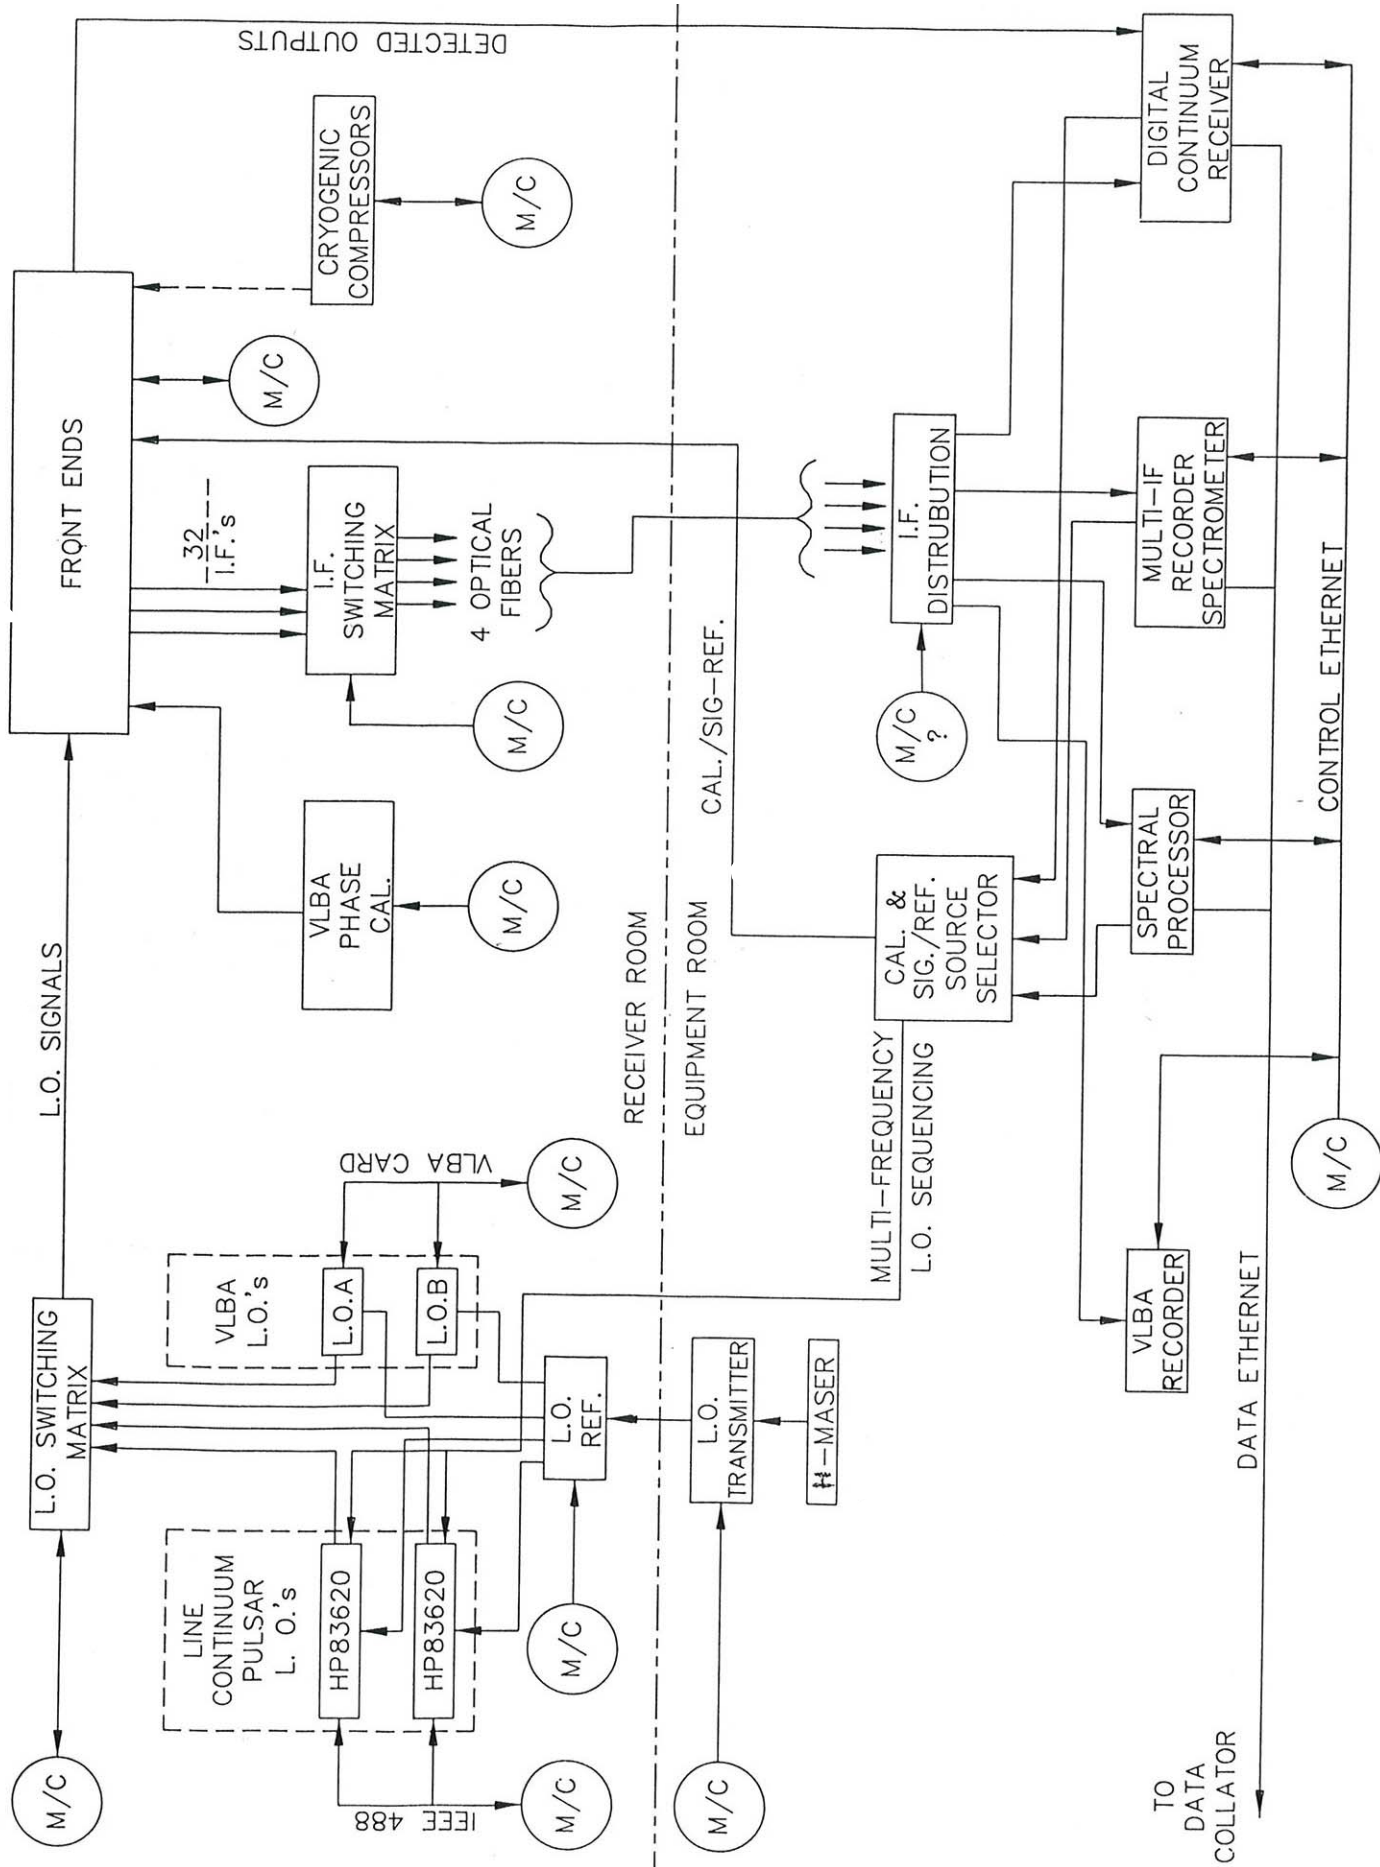 M/C
L.O. SWITCHING
MATRIX
L.O. SIGNALS
FRONT ENDS
DETECTED OUTPUTS
LINE
CONTINUUM
PULSAR
L. O.'s
HP83620
HP83620
IEEE 488
M/C
VLBA
L.O.'s
L.O.A
L.O.B
VLBA CARD
M/C
L.O.
REF.
M/C
VLBA
PHASE
CAL.
M/C
32
I.F.'s
I.F.
SWITCHING
MATRIX
M/C
4 OPTICAL
FIBERS
M/C
CRYOGENIC
COMPRESSORS
M/C
RECEIVER ROOM
EQUIPMENT ROOM
CAL./SIG-REF.
M/C
L.O.
TRANSMITTER
H-MASER
MULTI-FREQUENCY
L.O. SEQUENCING
CAL. &
SIG./REF.
SOURCE
SELECTOR
M/C
?
I.F.
DISTRUBUTION
VLBA
RECORDER
SPECTRAL
PROCESSOR
MULTI-IF
RECORDER
SPECTROMETER
DIGITAL
CONTINUUM
RECEIVER
TO
DATA
COLLATOR
DATA ETHERNET
M/C
CONTROL ETHERNET